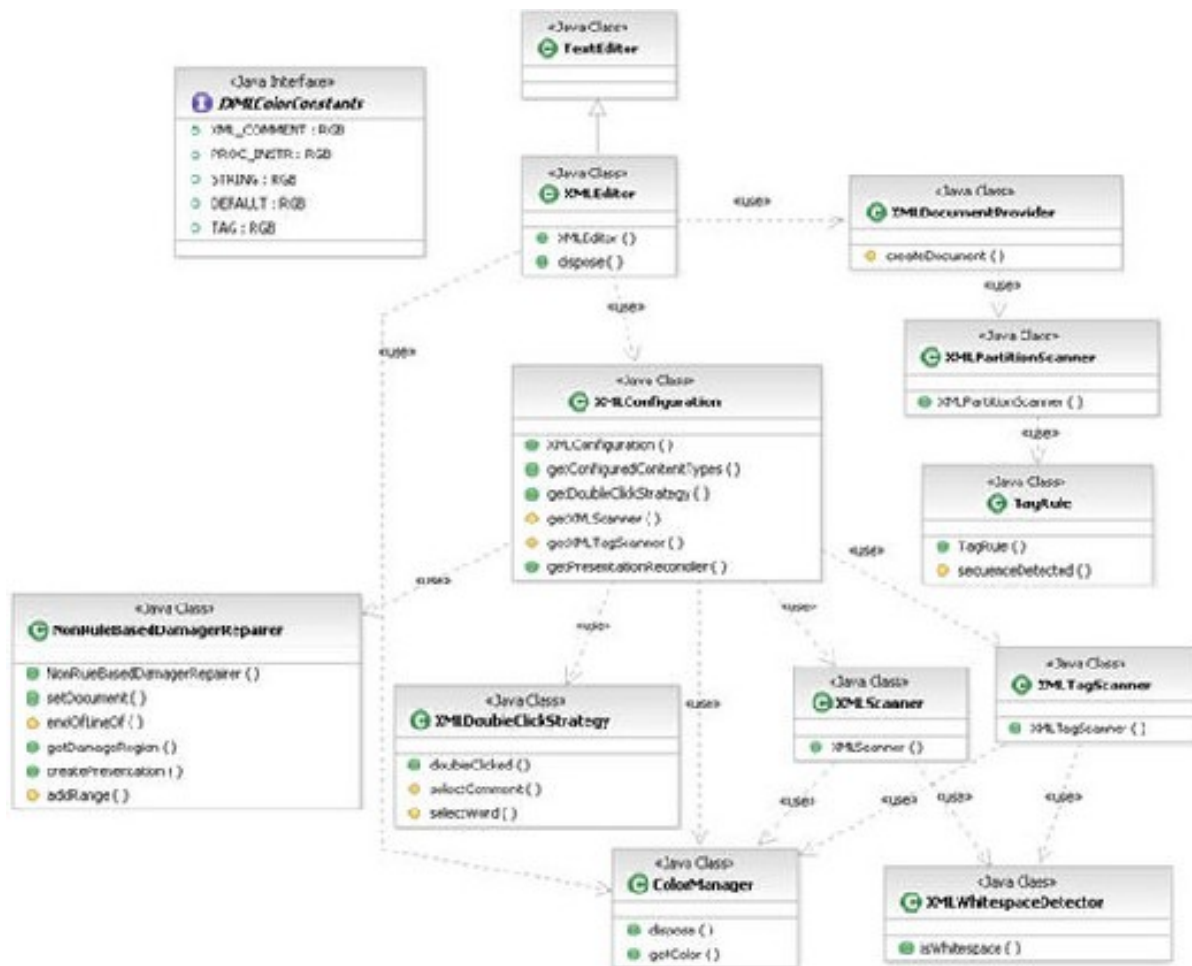 «Java Class»
TextEditor
«Java Interface»
IXMLColorConstants
XML_COMMENT : RGB
PROC_INSTR : RGB
STRING : RGB
DEFAULT : RGB
TAG : RGB
«Java Class»
XMLEditor
XMLEditor ( )
dispose ( )
«use»
«Java Class»
XMLDocumentProvider
createDocument ( )
«use»
«use»
«use»
«Java Class»
XMLPartitionScanner
XMLPartitionScanner ( )
«use»
«Java Class»
XMLConfiguration
XMLConfiguration ( )
getConfiguredContentTypes ( )
getDoubleClickStrategy ( )
getXMLScanner ( )
getXMLTagScanner ( )
getPresentationReconciler ( )
«Java Class»
TagRule
TagRule ( )
sequenceDetected ( )
«use»
«use»
«use»
«use»
«use»
«Java Class»
NonRuleBasedDamagerRepairer
NonRuleBasedDamagerRepairer ( )
setDocument ( )
endOfLineOf ( )
getDamageRegion ( )
createPresentation ( )
addRange ( )
«Java Class»
XMLDoubleClickStrategy
doubleClicked ( )
selectComment ( )
selectWord ( )
«Java Class»
XMLScanner
XMLScanner ( )
«Java Class»
XMLTagScanner
XMLTagScanner ( )
«use»
«use»
«use»
«use»
«Java Class»
ColorManager
dispose ( )
getColor ( )
«Java Class»
XMLWhitespaceDetector
isWhitespace ( )